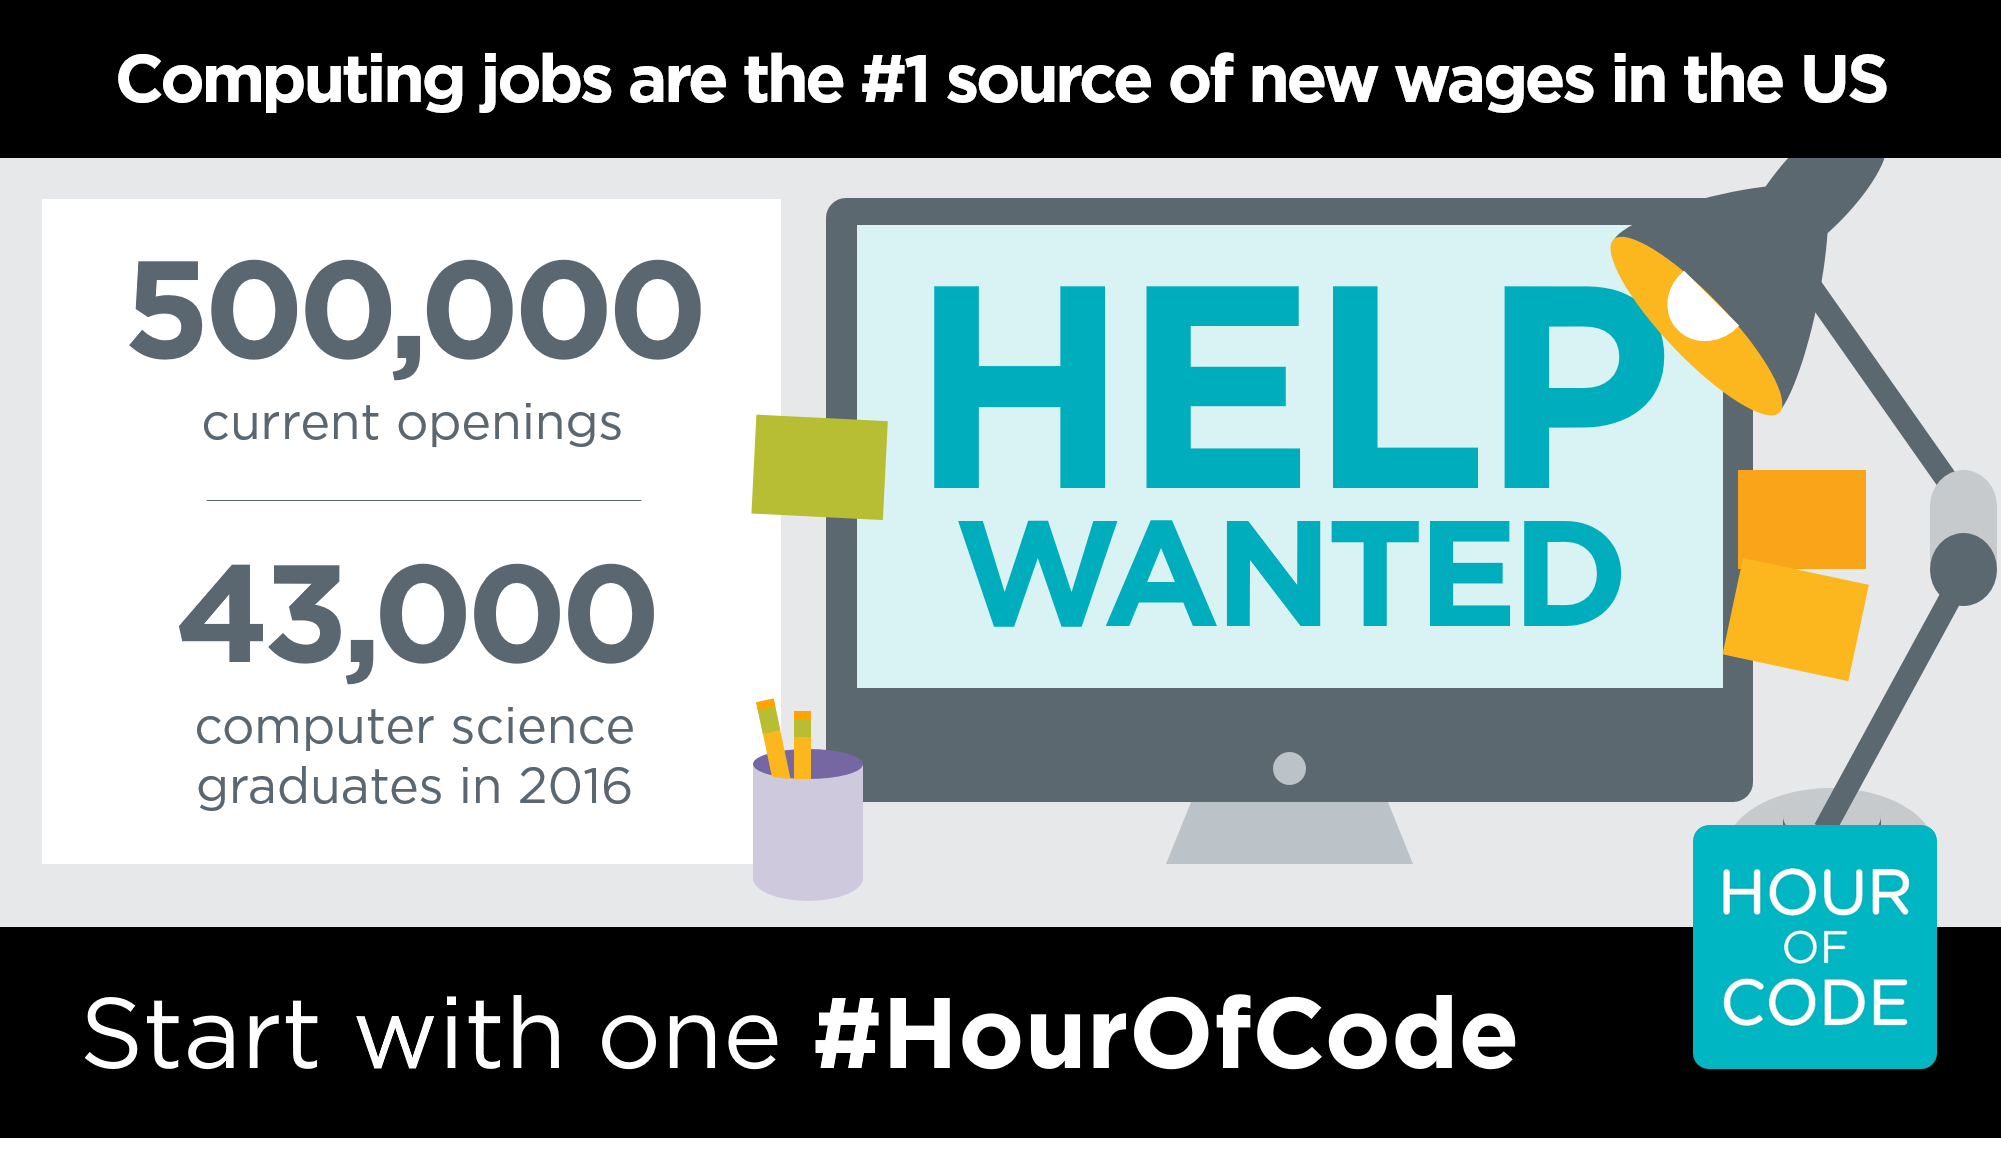 Computing jobs are the #1 source of new wages in the US
500,000
current openings
43,000
computer science
graduates in 2016
HELP
WANTED
Start with one #HourOfCode
HOUR
OF
CODE